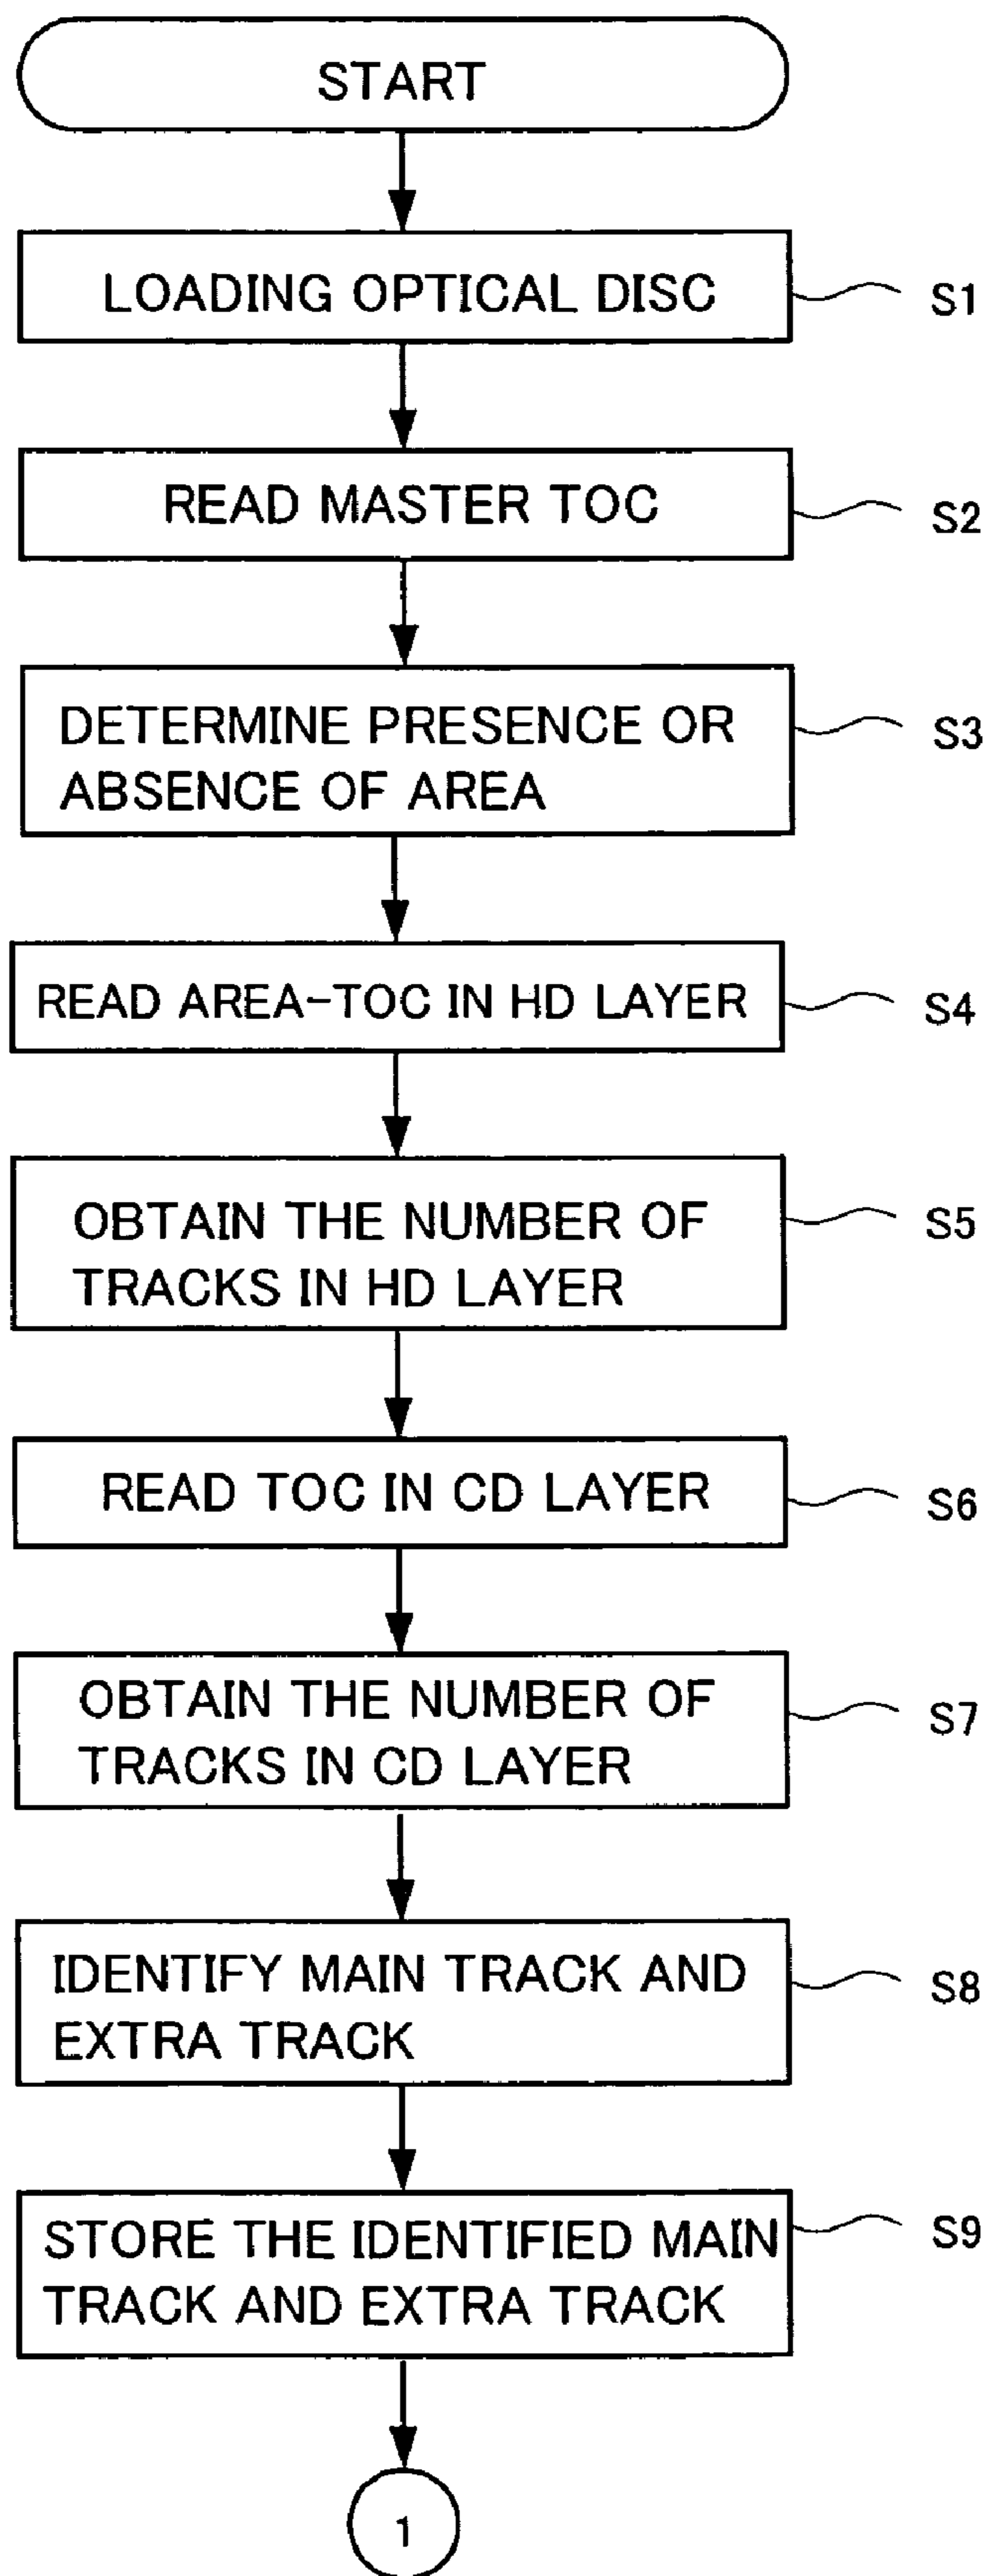 START
LOADING OPTICAL DISC
S1
READ MASTER TOC
S2
DETERMINE PRESENCE OR
ABSENCE OF AREA
S3
READ AREA-TOC IN HD LAYER
S4
OBTAIN THE NUMBER OF
TRACKS IN HD LAYER
S5
READ TOC IN CD LAYER
S6
OBTAIN THE NUMBER OF
TRACKS IN CD LAYER
S7
IDENTIFY MAIN TRACK AND
EXTRA TRACK
S8
STORE THE IDENTIFIED MAIN
TRACK AND EXTRA TRACK
S9
1